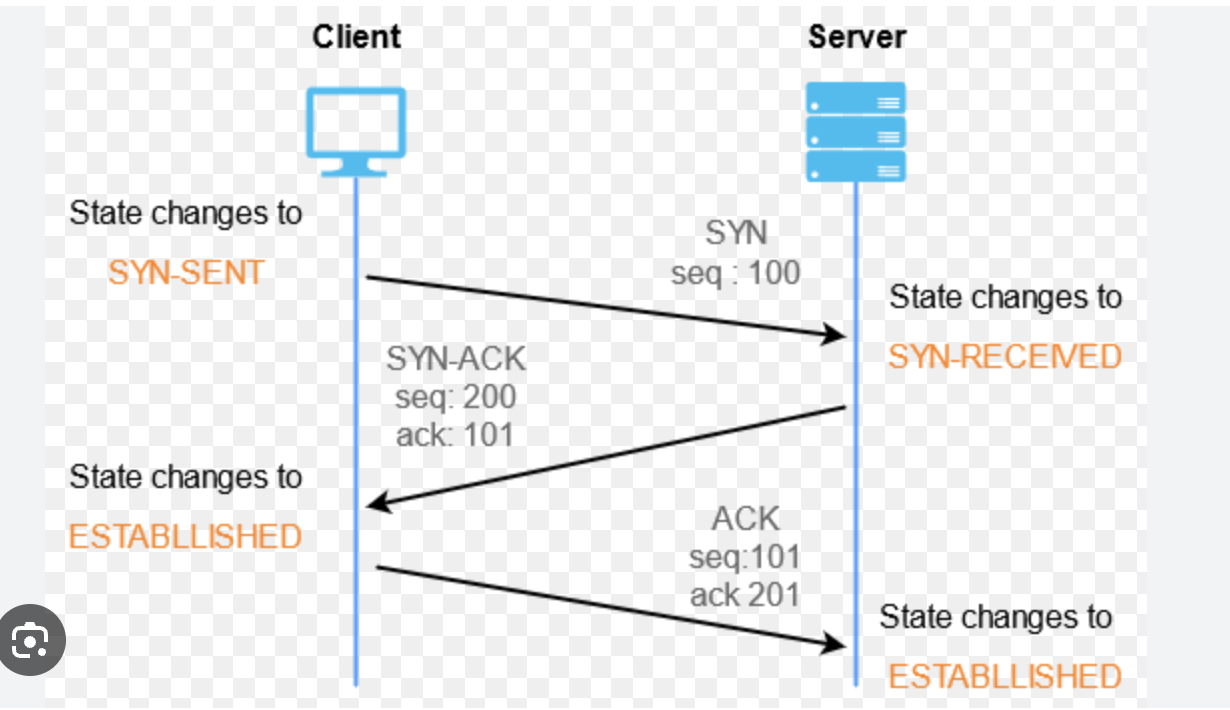 Client
Server
State changes to
SYN-SENT
SYN
seq : 100
State changes to
SYN-RECEIVED
SYN-ACK
seq: 200
ack: 101
State changes to
ESTABLLISHED
ACK
seq:101
ack 201
State changes to
ESTABLLISHED